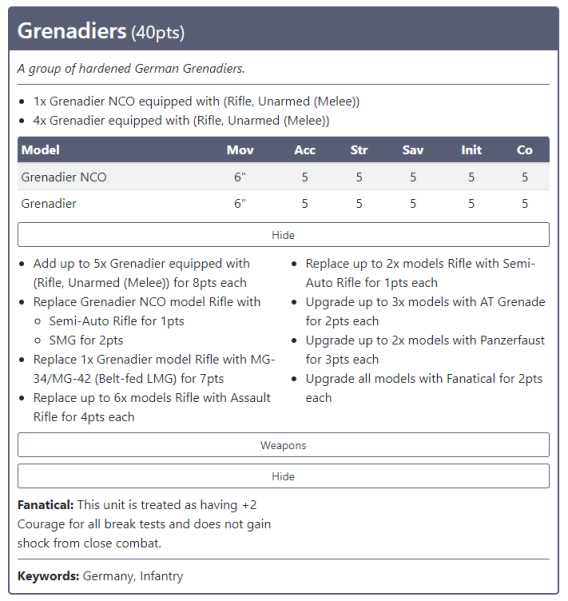 Grenadiers (40pts)
A group of hardened German Grenadiers.
• 1x Grenadier NCO equipped with (Rifle, Unarmed (Melee))
• 4x Grenadier equipped with (Rifle, Unarmed (Melee))
Model Mov Acc Str Sav Init Co
Grenadier NCO 6" 5 5 5 5 5
Grenadier 6" 5 5 5 5 5
Hide
• Add up to 5x Grenadier equipped with
(Rifle, Unarmed (Melee)) for 8pts each
• Replace Grenadier NCO model Rifle with
○ Semi-Auto Rifle for 1pts
○ SMG for 2pts
• Replace 1x Grenadier model Rifle with MG-
34/MG-42 (Belt-fed LMG) for 7pts
• Replace up to 6x models Rifle with Assault
Rifle for 4pts each
• Replace up to 2x models Rifle with Semi-
Auto Rifle for 1pts each
• Upgrade up to 3x models with AT Grenade
for 2pts each
• Upgrade up to 2x models with Panzerfaust
for 3pts each
• Upgrade all models with Fanatical for 2pts
each
Weapons
Hide
Fanatical: This unit is treated as having +2
Courage for all break tests and does not gain
shock from close combat.
Keywords: Germany, Infantry